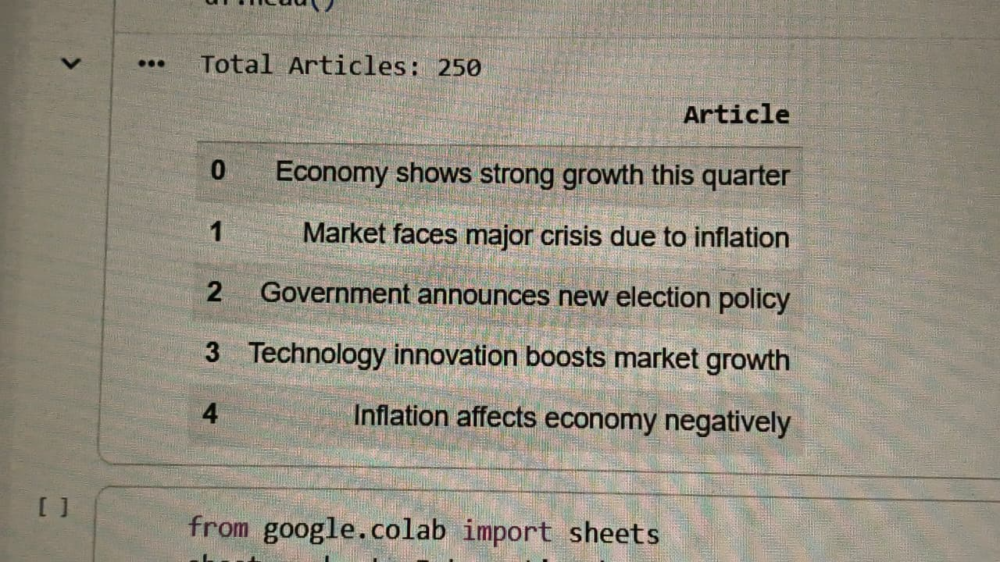 df.head()
Total Articles: 250
Article
0 Economy shows strong growth this quarter
1 Market faces major crisis due to inflation
2 Government announces new election policy
3 Technology innovation boosts market growth
4 Inflation affects economy negatively
[ ]
from google.colab import sheets